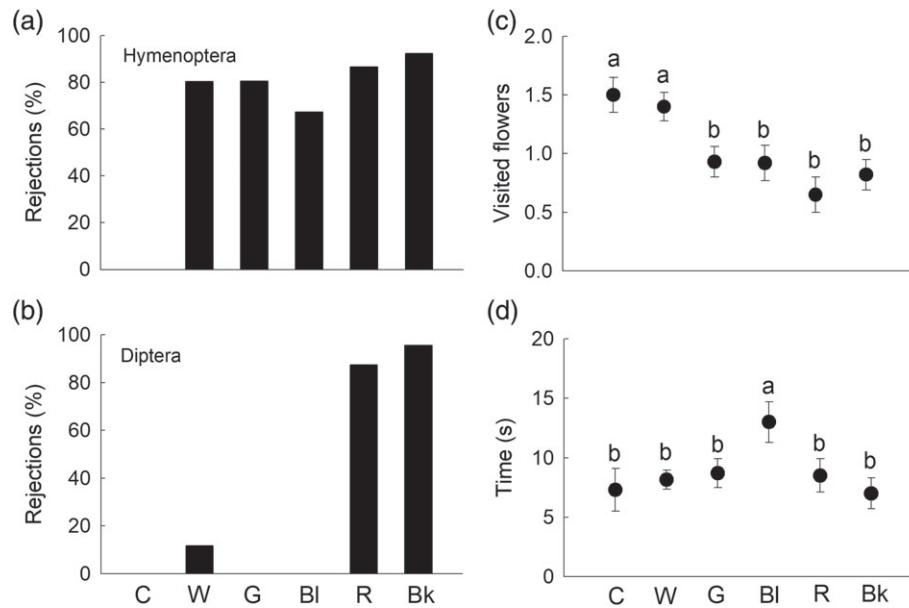 (a)
Hymenoptera
Rejections (%)
100
80
60
40
20
0
(b)
Diptera
Rejections (%)
100
80
60
40
20
0
C W G Bl R Bk
(c)
Visited flowers
2.0
1.5
1.0
0.5
0.0
a a b b b b
(d)
Time (s)
20
15
10
5
0
b b b a b b
C W G Bl R Bk